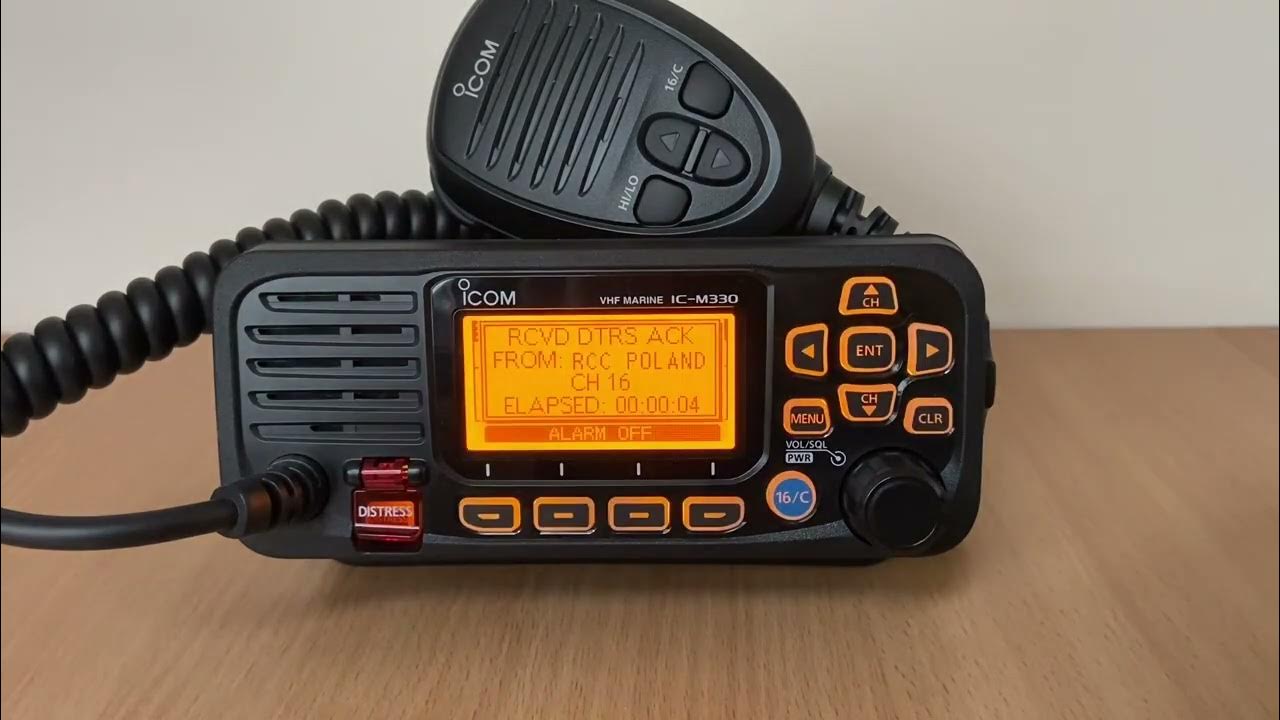 ICOM
16/C
HI/LO
ICOM
VHF MARINE IC-M330
RCVD DTRS ACK
FROM: RCC POLAND
CH 16
ELAPSED: 00:00:04
ALARM OFF
CH
ENT
CH
MENU
CLR
VOL/SQL
PWR
16/C
DISTRESS